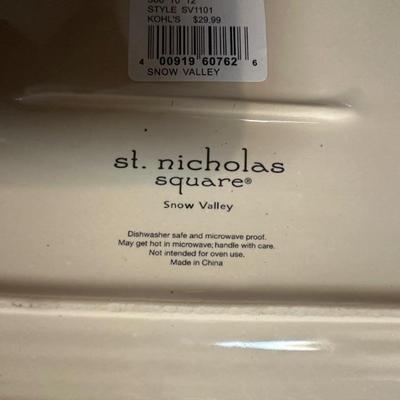 STYLE SV1101
KOHL'S $29.99
4 00919 60762 6
SNOW VALLEY
st. nicholas
square®
Snow Valley
Dishwasher safe and microwave proof.
May get hot in microwave; handle with care.
Not intended for oven use.
Made in China